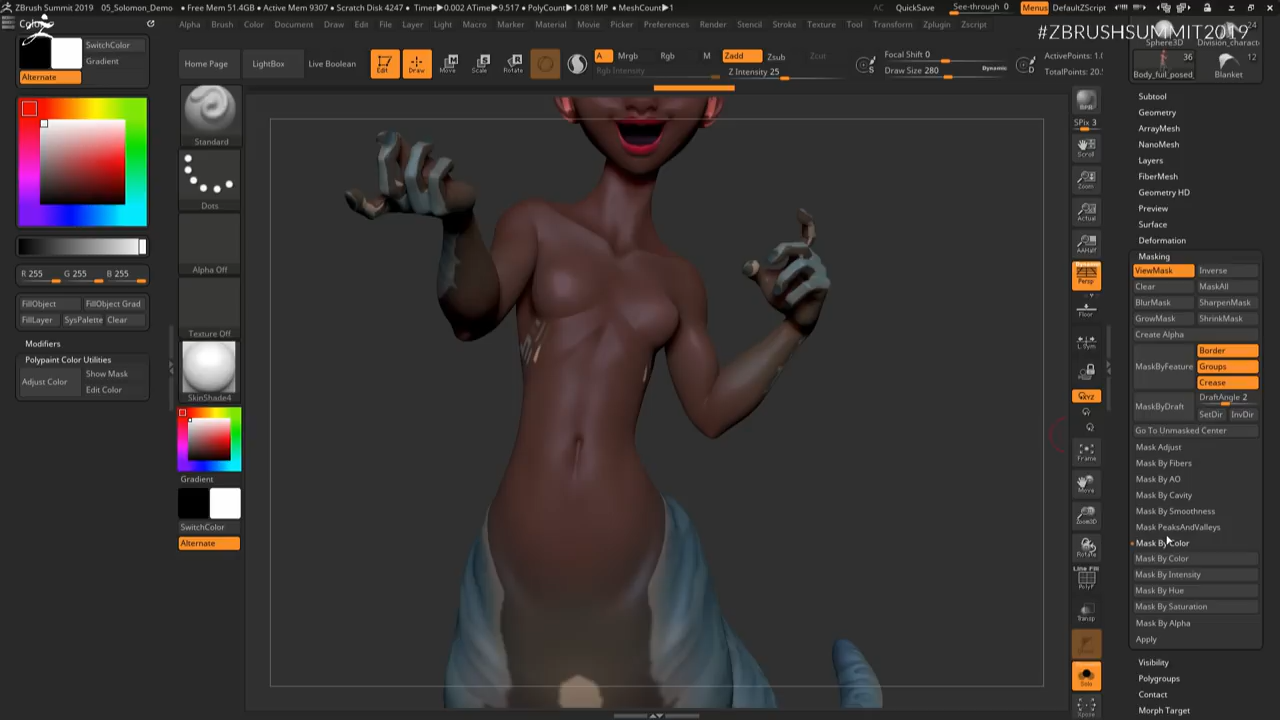 ZBrush Summit 2019 05_Solomon_Demo • Free Mem 51.4GB • Active Mem 9307 • Scratch Disk 4247 • Timer▶0.002 ATime▶9.517 • PolyCount▶1.081 MP • MeshCount▶1 AC QuickSave See-through 0 Menus DefaultZScript
Alpha Brush Color Document Draw Edit File Layer Light Macro Marker Material Movie Picker Preferences Render Stencil Stroke Texture Tool Transform Zplugin Zscript
#ZBRUSHSUMMIT2019
SwitchColor
Gradient
Alternate
Home Page
LightBox
Live Boolean
Edit
Draw
Move
Scale
Rotate
A
Mrgb
Rgb
M
Rgb Intensity
Zadd
Zsub
Zcut
Z Intensity 25
Focal Shift 0
Draw Size 280
Dynamic
S
D
ActivePoints: 1.0
TotalPoints: 20.
Sphere3D
Division_charact
24
36
12
Body_full_posed
Blanket
Standard
Dots
Alpha Off
Texture Off
SkinShade4
Gradient
SwitchColor
Alternate
R 255 G 255 B 255
FillObject
FillObject Grad
FillLayer
SysPalette
Clear
Modifiers
Polypaint Color Utilities
Adjust Color
Show Mask
Edit Color
BPR
SPix 3
Scroll
Zoom
Actual
AAHalf
Dynamic
Persp
Floor
L.Sym
XYZ
Frame
Move
Zoom3D
Rotate
Line Fill
PolyF
Transp
Solo
Xpose
Subtool
Geometry
ArrayMesh
NanoMesh
Layers
FiberMesh
Geometry HD
Preview
Surface
Deformation
Masking
ViewMask
Inverse
Clear
MaskAll
BlurMask
SharpenMask
GrowMask
ShrinkMask
Create Alpha
MaskByFeature
Border
Groups
Crease
MaskByDraft
DraftAngle 2
SetDir
InvDir
Go To Unmasked Center
Mask Adjust
Mask By Fibers
Mask By AO
Mask By Cavity
Mask By Smoothness
Mask PeaksAndValleys
Mask By Color
Mask By Color
Mask By Intensity
Mask By Hue
Mask By Saturation
Mask By Alpha
Apply
Visibility
Polygroups
Contact
Morph Target